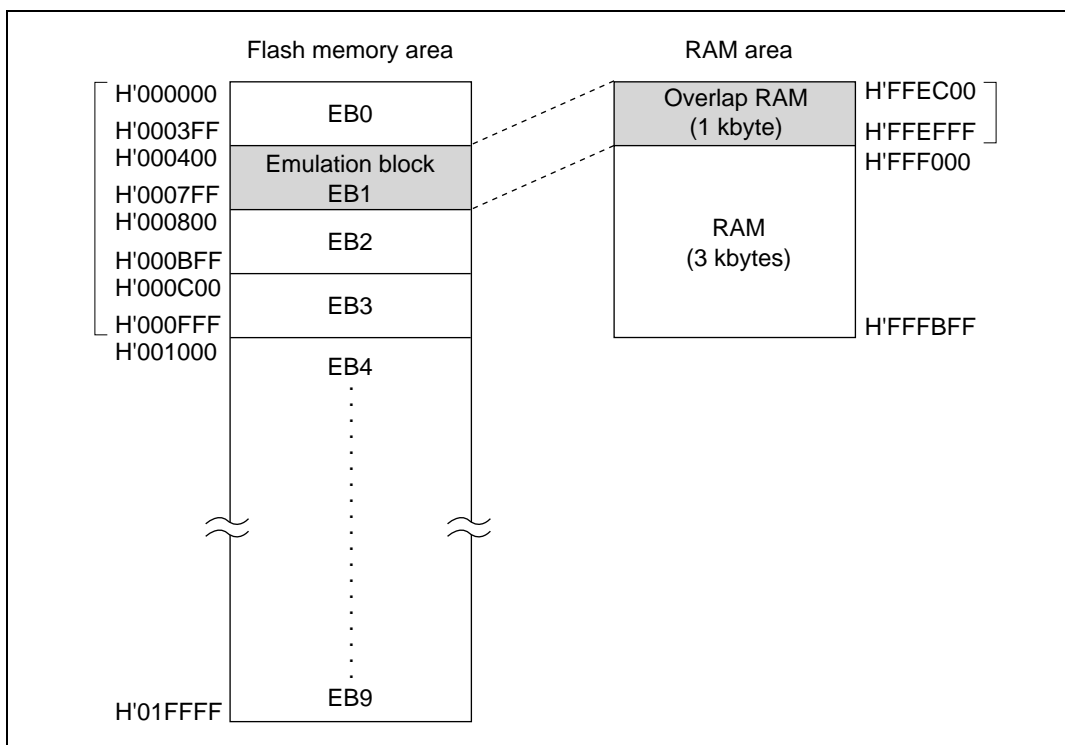 Flash memory area
RAM area
H'000000
EB0
H'0003FF
H'000400
Emulation block
EB1
H'0007FF
H'000800
EB2
H'000BFF
H'000C00
EB3
H'000FFF
H'001000
EB4
EB9
H'01FFFF
Overlap RAM
(1 kbyte)
H'FFEC00
H'FFEFFF
H'FFF000
RAM
(3 kbytes)
H'FFFBFF